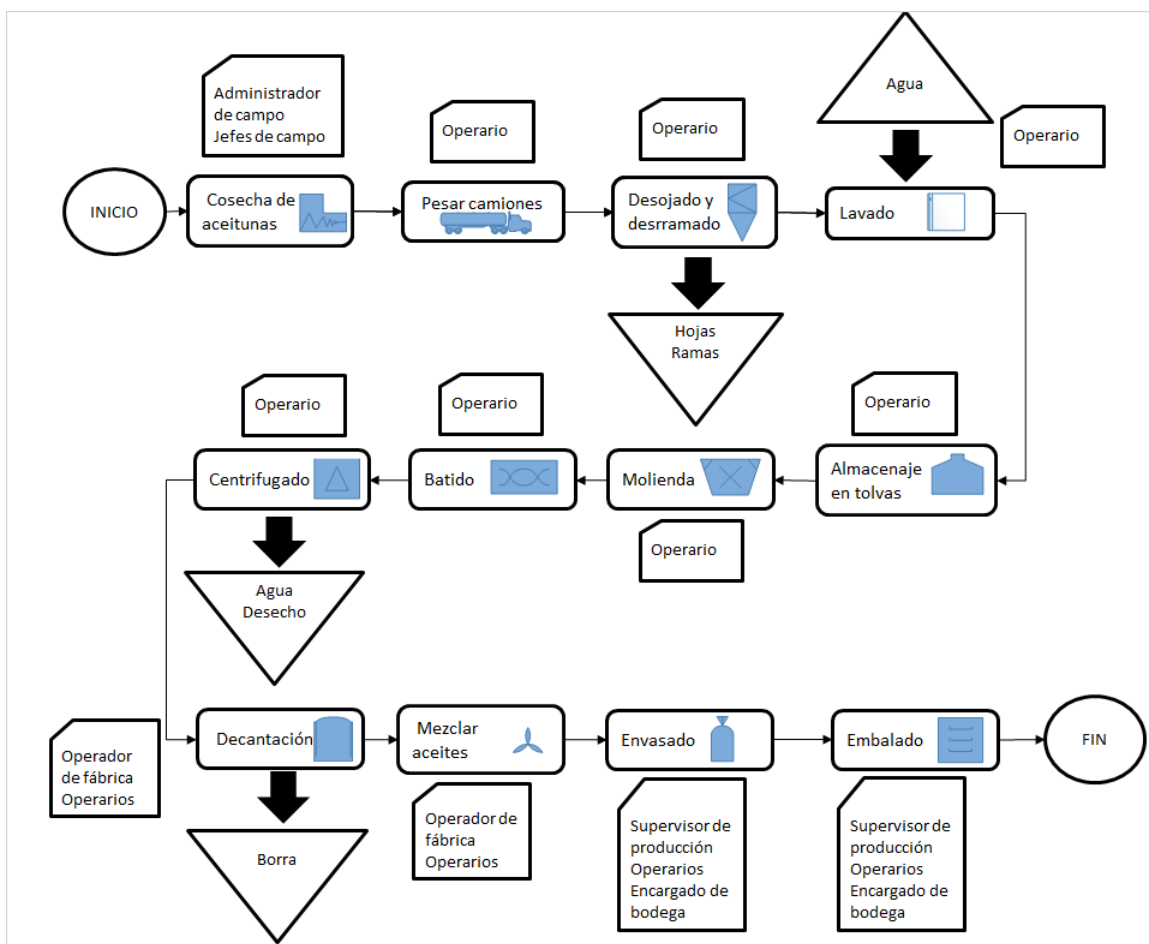 Administrador
de campo
Jefes de campo
Operario
Operario
Agua
Operario
INICIO
Cosecha de
aceitunas
Pesar camiones
Desojado y
desrramado
Lavado
Hojas
Ramas
Operario
Operario
Operario
Centrifugado
Batido
Molienda
Almacenaje
en tolvas
Operario
Agua
Desecho
Operador
de fábrica
Operarios
Decantación
Mezclar
aceites
Envasado
Embalado
FIN
Borra
Operador de
fábrica
Operarios
Supervisor de
producción
Operarios
Encargado de
bodega
Supervisor de
producción
Operarios
Encargado de
bodega